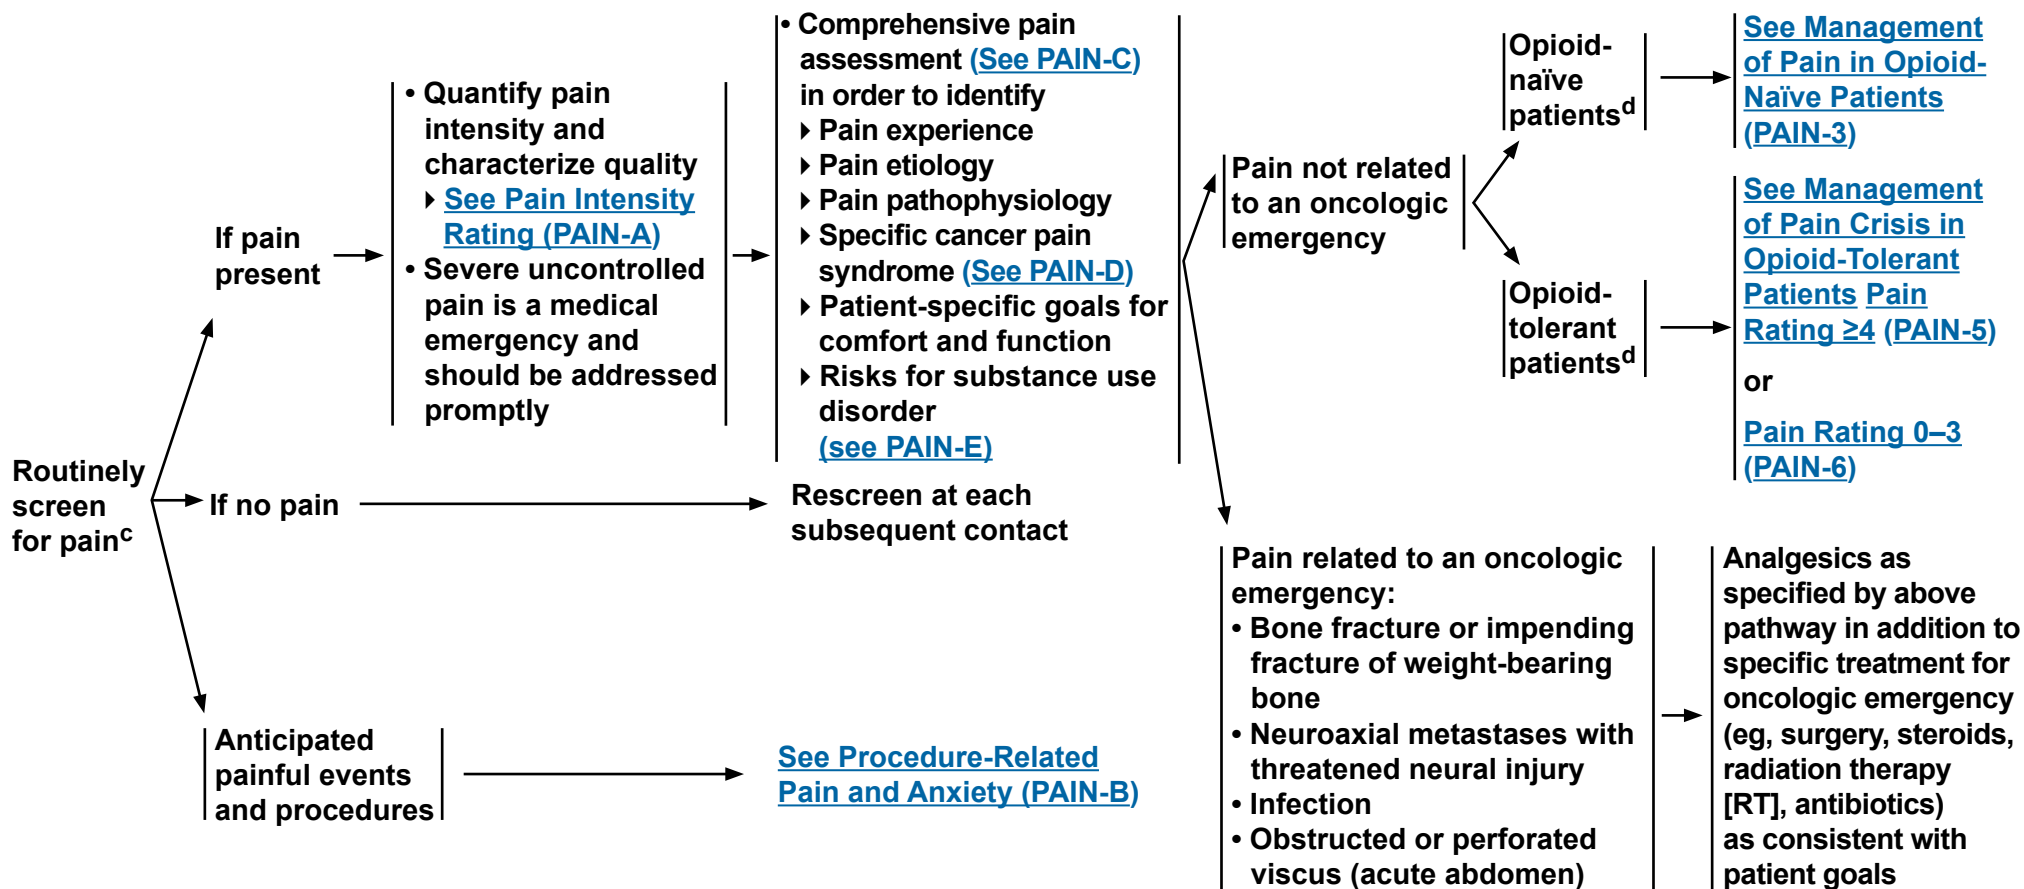 Routinely
screen
for painᶜ
If pain
present
• Quantify pain
intensity and
characterize quality
▸ See Pain Intensity
Rating (PAIN-A)
• Severe uncontrolled
pain is a medical
emergency and
should be addressed
promptly
• Comprehensive pain
assessment (See PAIN-C)
in order to identify
▸ Pain experience
▸ Pain etiology
▸ Pain pathophysiology
▸ Specific cancer pain
syndrome (See PAIN-D)
▸ Patient-specific goals for
comfort and function
▸ Risks for substance use
disorder
(see PAIN-E)
Pain not related
to an oncologic
emergency
Opioid-
naïve
patientsᵈ
See Management
of Pain in Opioid-
Naïve Patients
(PAIN-3)
Opioid-
tolerant
patientsᵈ
See Management
of Pain Crisis in
Opioid-Tolerant
Patients Pain
Rating ≥4 (PAIN-5)
or
Pain Rating 0–3
(PAIN-6)
Pain related to an oncologic
emergency:
• Bone fracture or impending
fracture of weight-bearing
bone
• Neuroaxial metastases with
threatened neural injury
• Infection
• Obstructed or perforated
viscus (acute abdomen)
Analgesics as
specified by above
pathway in addition to
specific treatment for
oncologic emergency
(eg, surgery, steroids,
radiation therapy
[RT], antibiotics)
as consistent with
patient goals
If no pain
Rescreen at each
subsequent contact
Anticipated
painful events
and procedures
See Procedure-Related
Pain and Anxiety (PAIN-B)